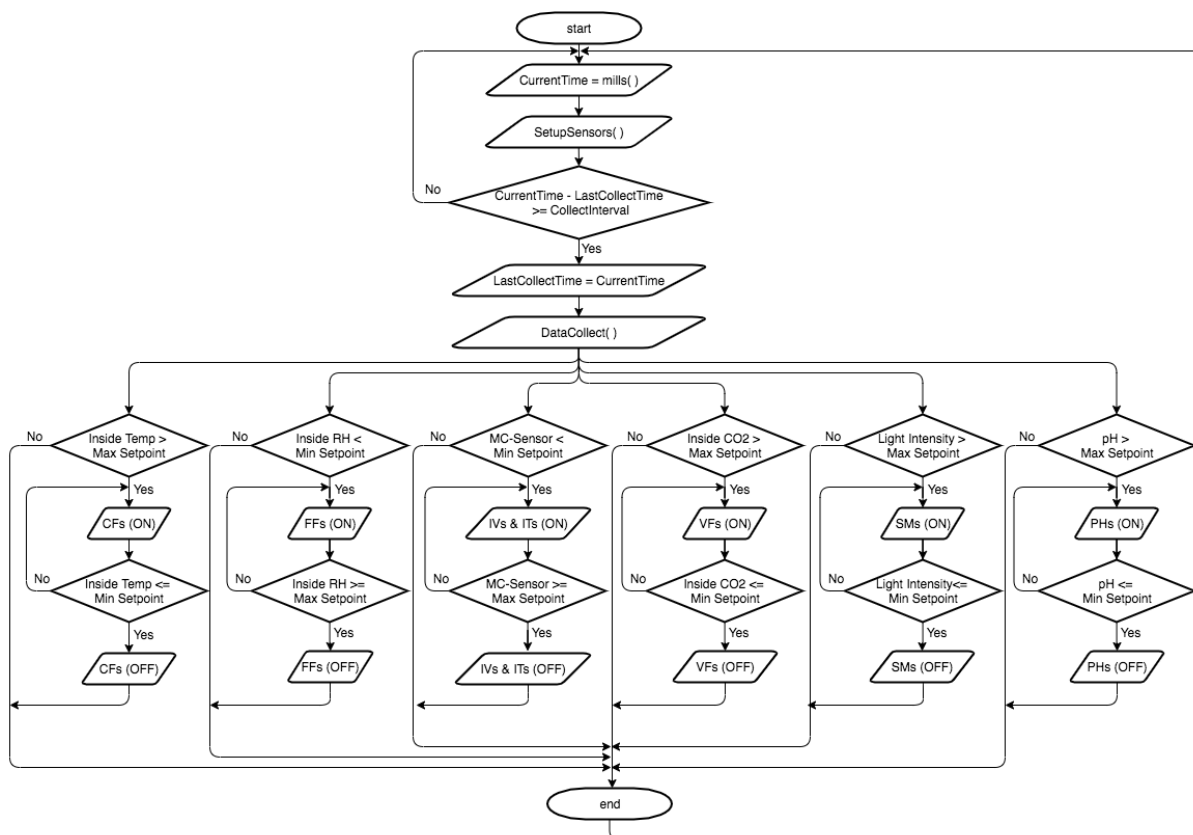 start
CurrentTime = mills( )
SetupSensors( )
No
CurrentTime - LastCollectTime
>= CollectInterval
Yes
LastCollectTime = CurrentTime
DataCollect( )
No
Inside Temp >
Max Setpoint
Yes
CFs (ON)
No
Inside Temp <=
Min Setpoint
Yes
CFs (OFF)
No
Inside RH <
Min Setpoint
Yes
FFs (ON)
No
Inside RH >=
Max Setpoint
Yes
FFs (OFF)
No
MC-Sensor <
Min Setpoint
Yes
IVs & ITs (ON)
No
MC-Sensor >=
Max Setpoint
Yes
IVs & ITs (OFF)
No
Inside CO2 >
Max Setpoint
Yes
VFs (ON)
No
Inside CO2 <=
Min Setpoint
Yes
VFs (OFF)
No
Light Intensity >
Max Setpoint
Yes
SMs (ON)
No
Light Intensity<=
Min Setpoint
Yes
SMs (OFF)
No
pH >
Max Setpoint
Yes
PHs (ON)
No
pH <=
Min Setpoint
Yes
PHs (OFF)
end